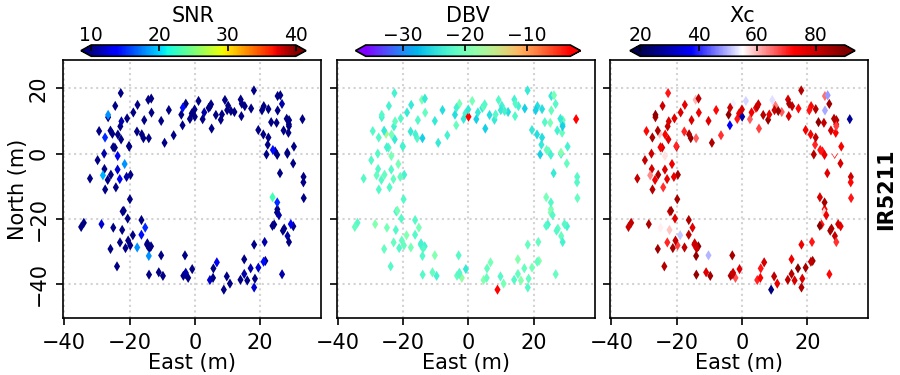 SNR DBV Xc
10 20 30 40 −30 −20 −10 20 40 60 80
20
0
−20
−40
North (m)
IR5211
−40 −20 0 20 −40 −20 0 20 −40 −20 0 20
East (m) East (m) East (m)